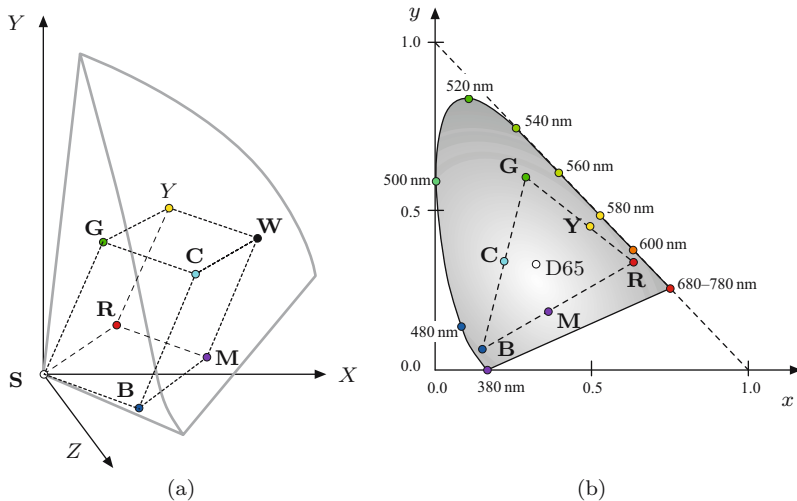 Y
G
Y
W
C
R
M
S
B
X
Z
(a)
y
1.0
520 nm
540 nm
G
560 nm
500 nm
0.5
Y
580 nm
600 nm
C
D65
R
680–780 nm
M
480 nm
B
0.0
0.0
380 nm
0.5
1.0
x
(b)